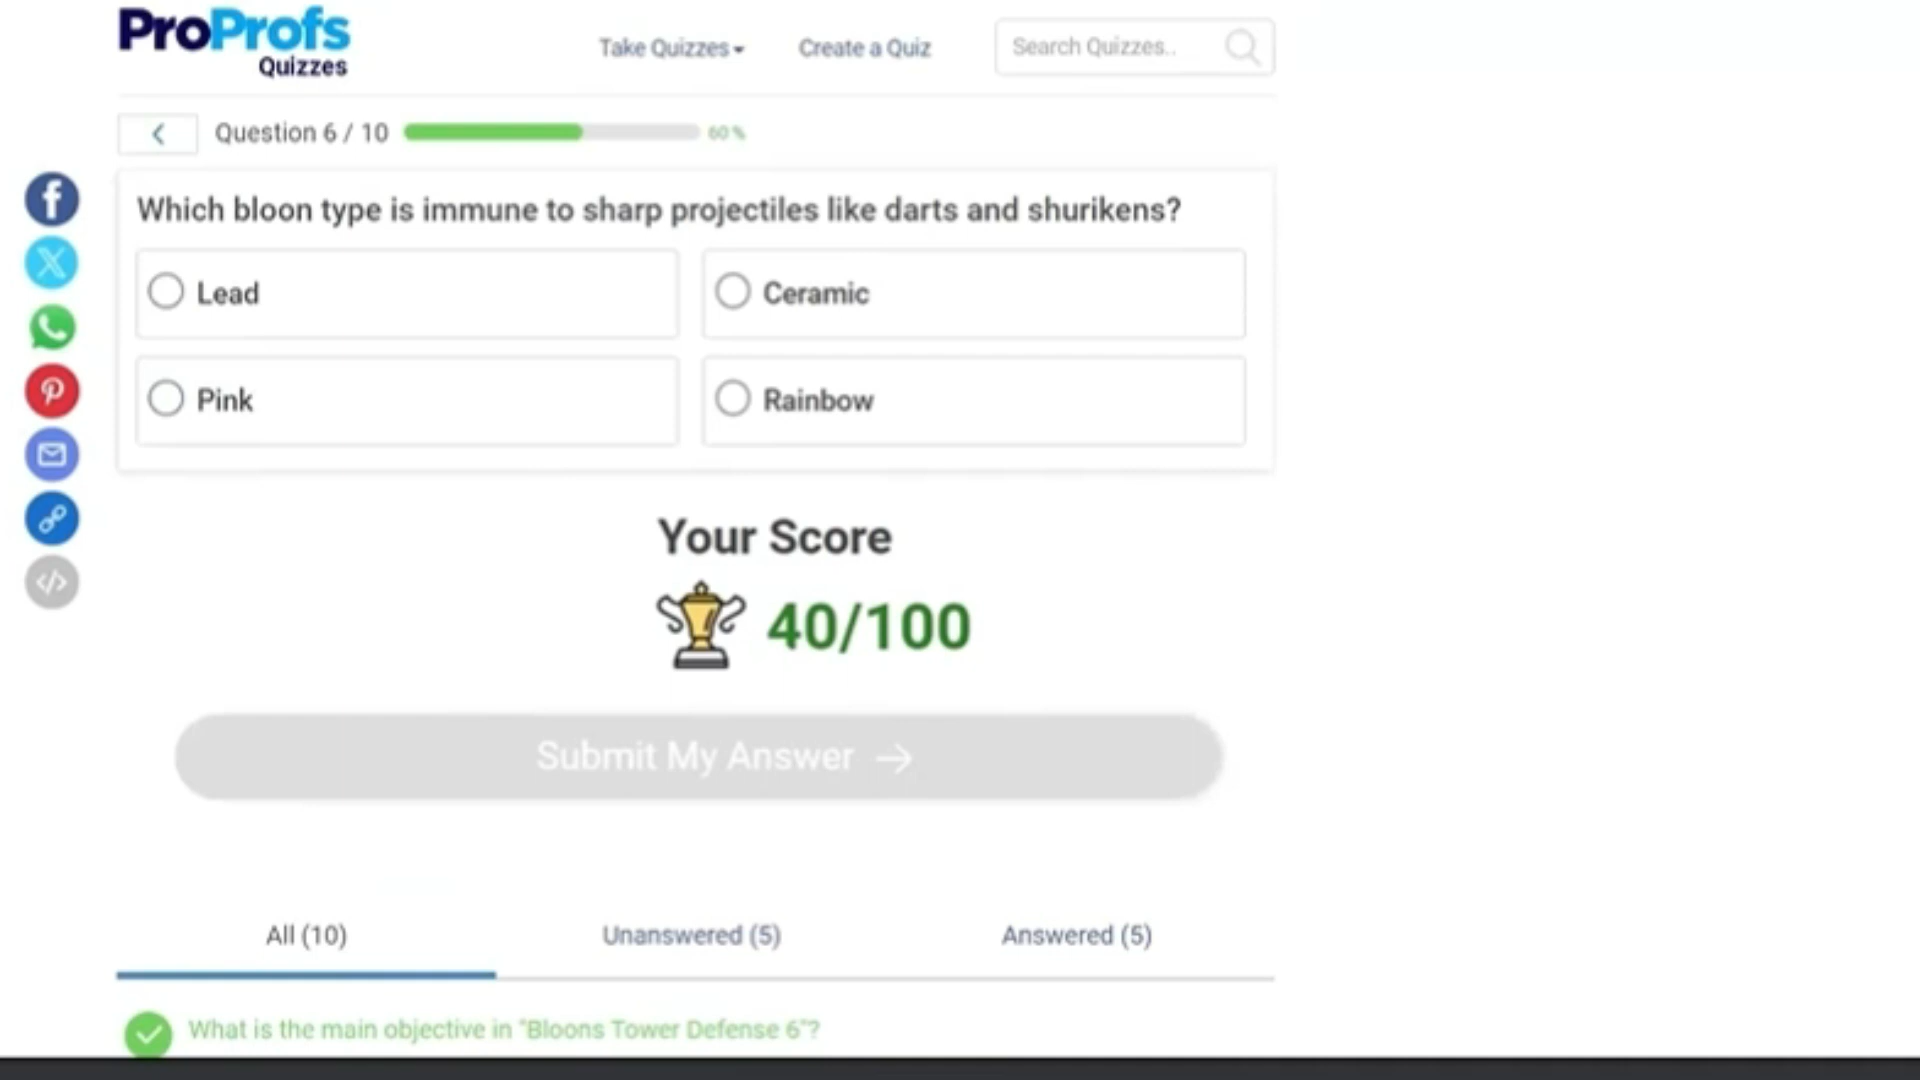 ProProfs
Quizzes
Take Quizzes
Create a Quiz
Search Quizzes..
Question 6 / 10
60 %
Which bloon type is immune to sharp projectiles like darts and shurikens?
Lead
Ceramic
Pink
Rainbow
Your Score
40/100
Submit My Answer →
All (10)
Unanswered (5)
Answered (5)
What is the main objective in "Bloons Tower Defense 6"?